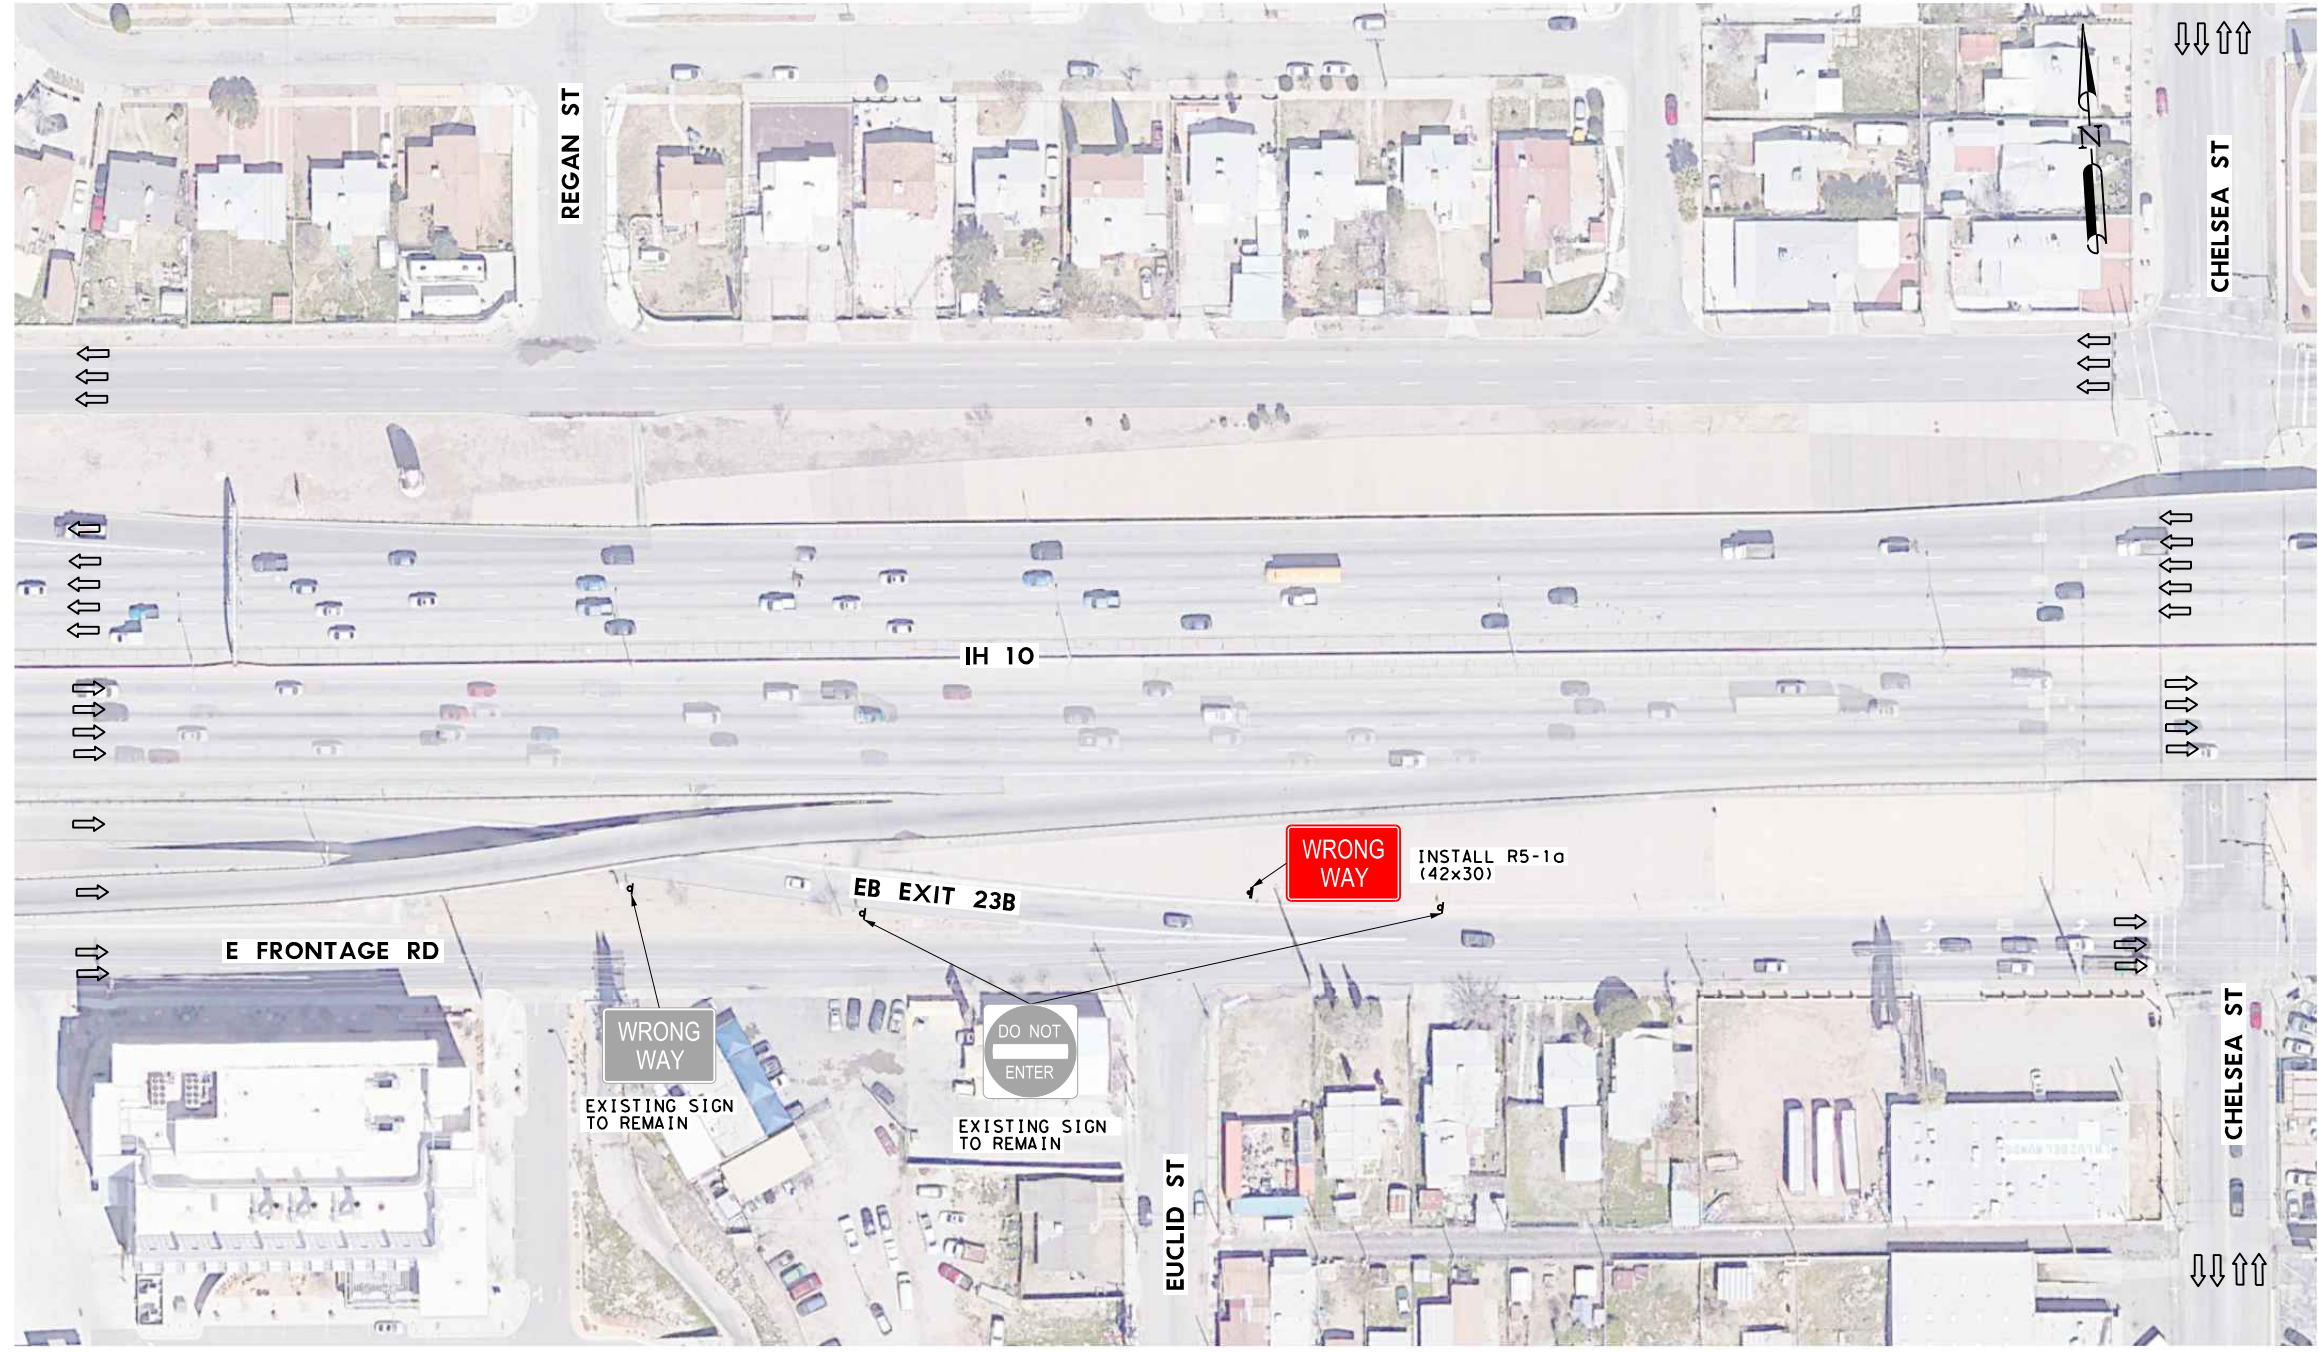 REGAN ST
CHELSEA ST
N
IH 10
WRONG
WAY
INSTALL R5-1a
(42x30)
EB EXIT 23B
E FRONTAGE RD
WRONG
WAY
EXISTING SIGN
TO REMAIN
DO NOT
ENTER
EXISTING SIGN
TO REMAIN
EUCLID ST
CHELSEA ST